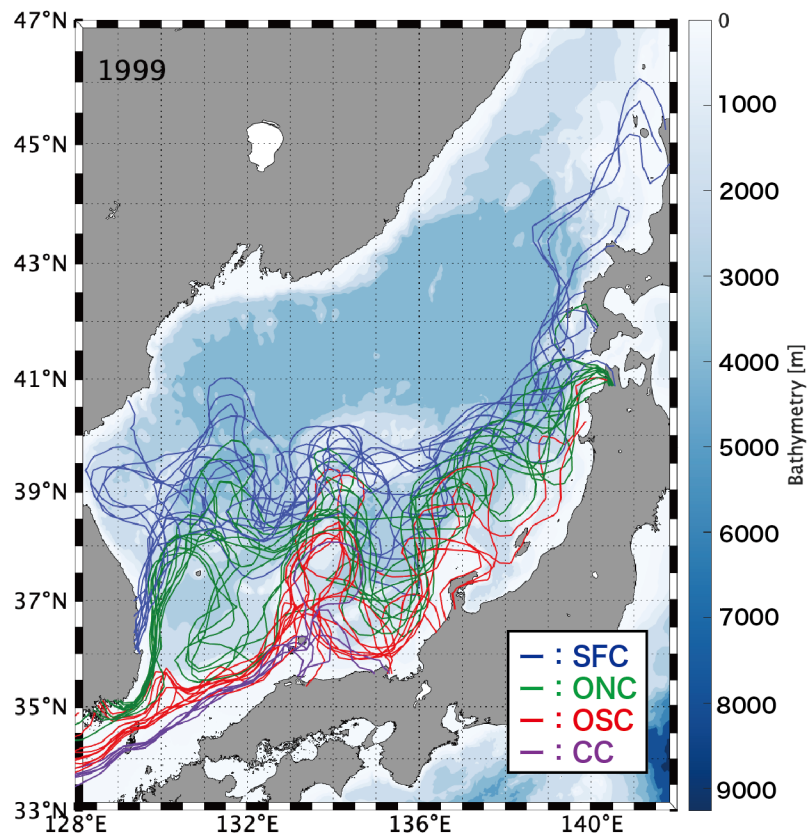 1999
47°N
45°N
43°N
41°N
39°N
37°N
35°N
33°N
128°E
132°E
136°E
140°E
— : SFC
— : ONC
— : OSC
— : CC
0
1000
2000
3000
4000
5000
6000
7000
8000
9000
Bathymetry [m]